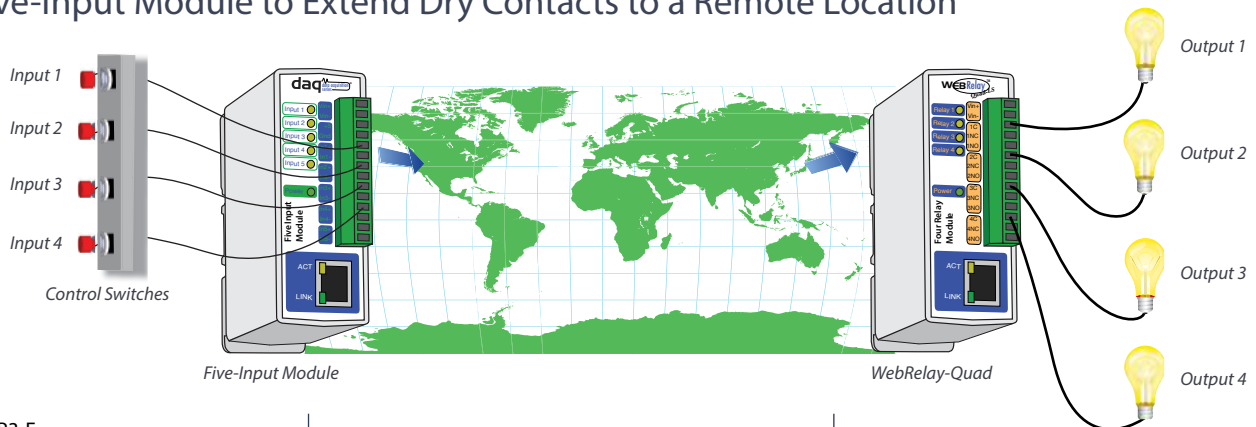 ve-Input Module to Extend Dry Contacts to a Remote Location
Input 1
Input 2
Input 3
Input 4
Control Switches
daq
Input 1
Input 2
Input 3
Input 4
Input 5
Five Input
Module
ACT
LINK
Five-Input Module
WEBRelay
Relay 1
Relay 2
Relay 3
Relay 4
Power
Vin+
Vin-
1C
1NC
1NO
2C
2NC
2NO
3C
3NC
3NO
4C
4NC
4NO
Four Relay
Module
ACT
LINK
WebRelay-Quad
Output 1
Output 2
Output 3
Output 4